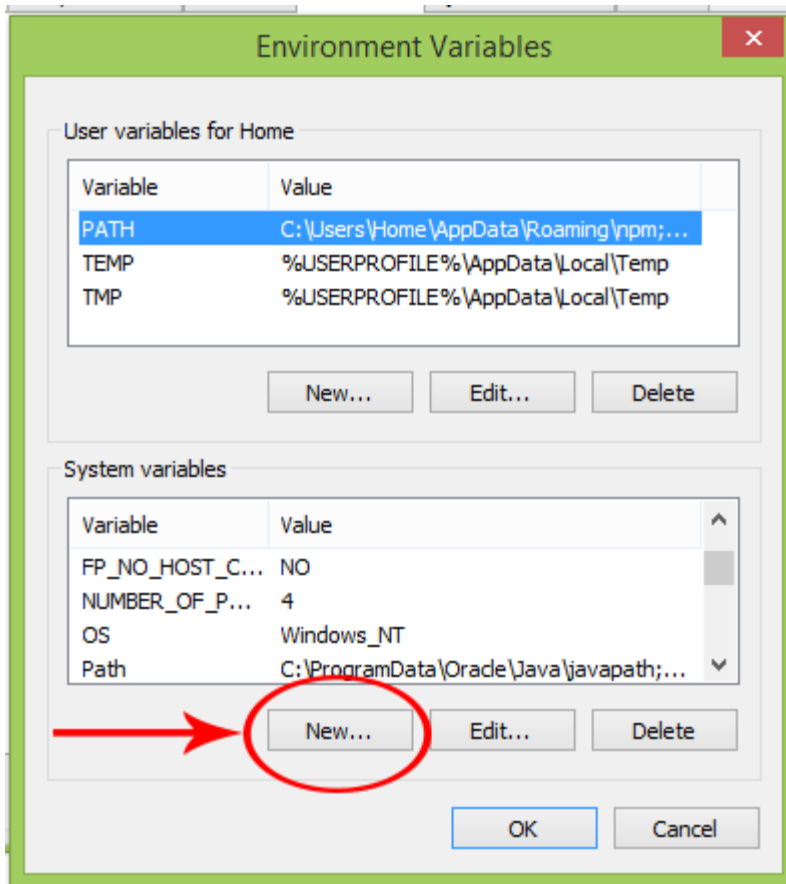 Environment Variables
User variables for Home
Variable Value
PATH C:\Users\Home\AppData\Roaming\npm;...
TEMP %USERPROFILE%\AppData\Local\Temp
TMP %USERPROFILE%\AppData\Local\Temp
New... Edit... Delete
System variables
Variable Value
FP_NO_HOST_C... NO
NUMBER_OF_P... 4
OS Windows_NT
Path C:\ProgramData\Oracle\Java\javapath;...
New... Edit... Delete
OK Cancel